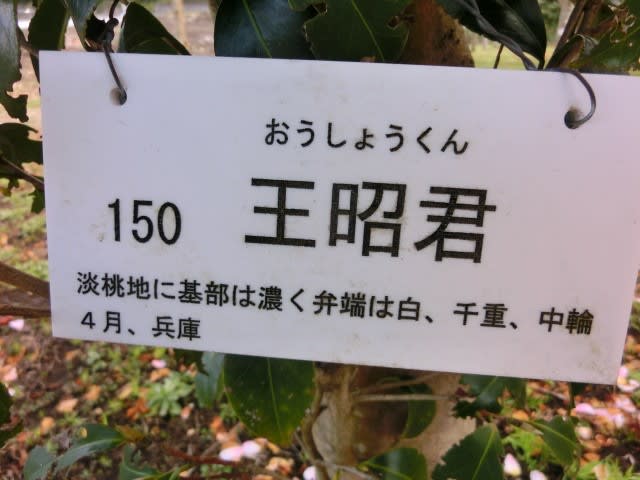 おうしょうくん
150 王昭君
淡桃地に基部は濃く弁端は白、千重、中輪
4月、兵庫